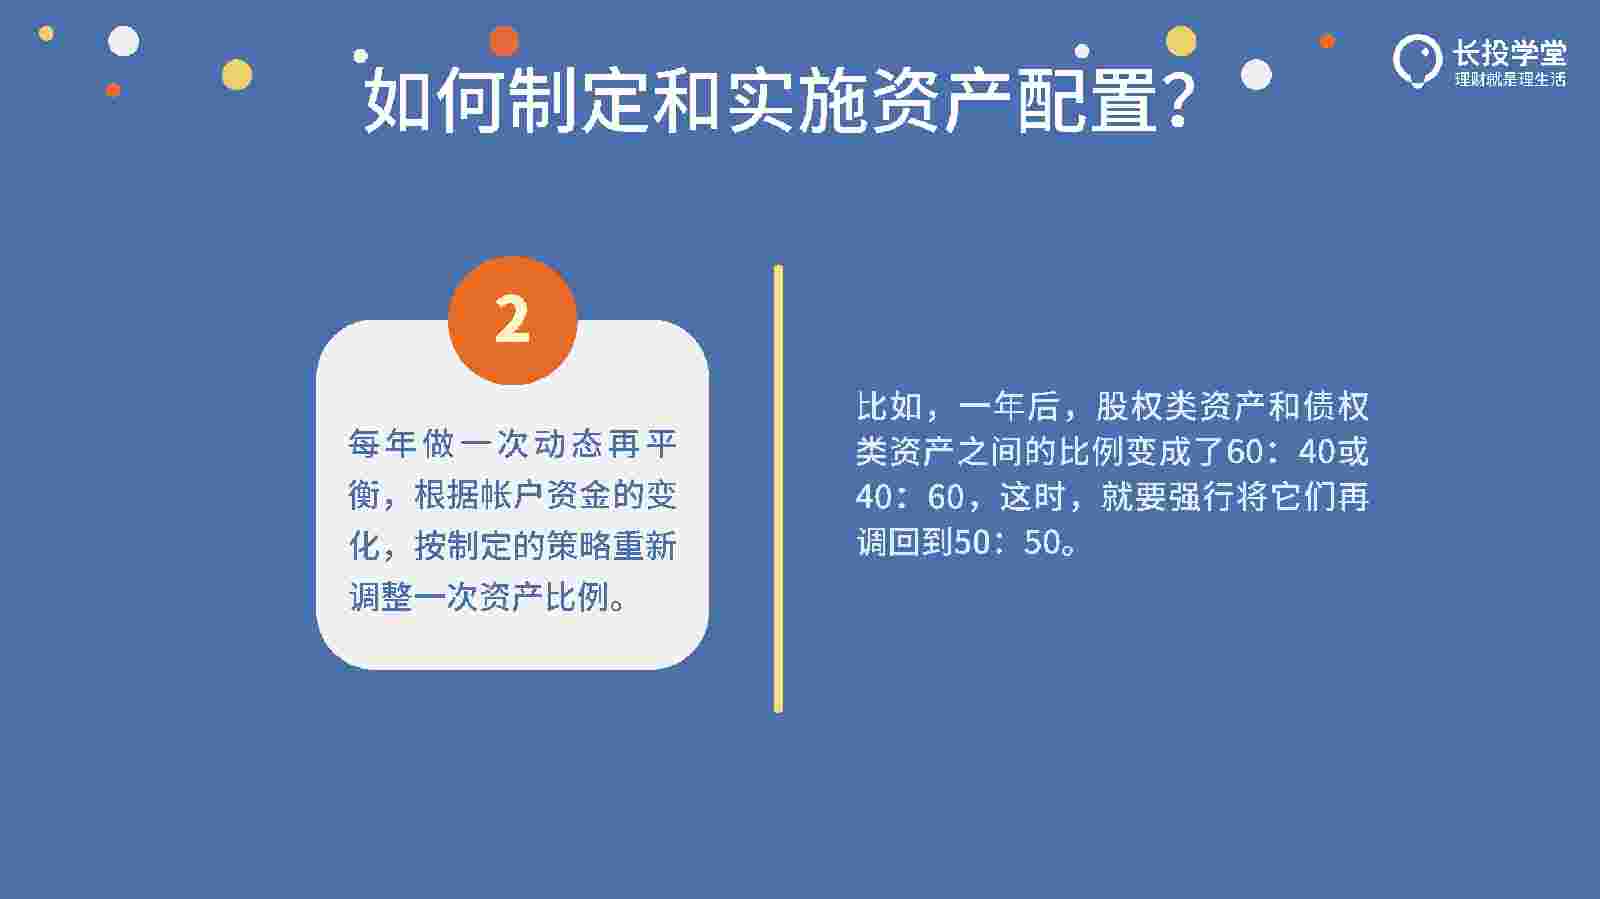 如何制定和实施资产配置？
长投学堂
理财就是理生活
2
每年做一次动态再平
衡，根据帐户资金的变
化，按制定的策略重新
调整一次资产比例。
比如，一年后，股权类资产和债权
类资产之间的比例变成了60：40或
40：60，这时，就要强行将它们再
调回到50：50。